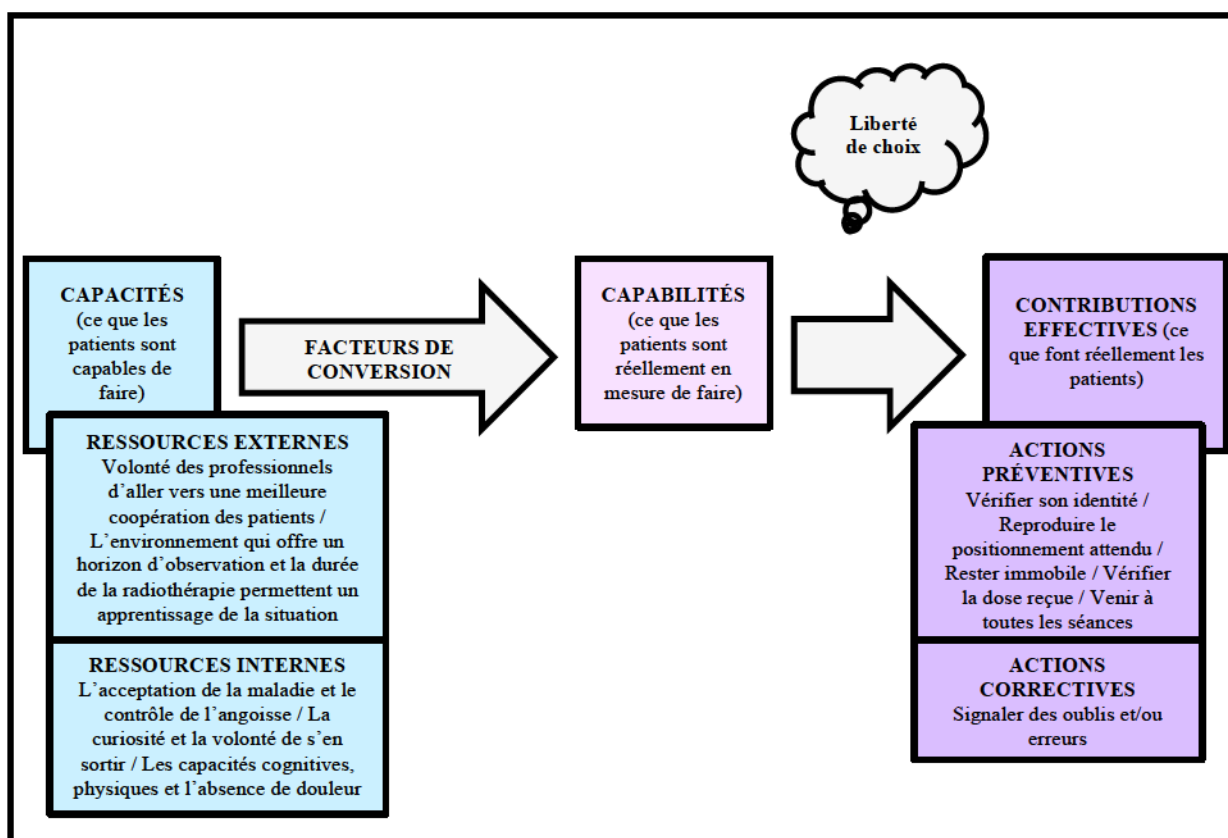 Liberté
de choix
CAPACITÉS
(ce que les
patients sont
capables de
faire)
RESSOURCES EXTERNES
Volonté des professionnels
d'aller vers une meilleure
coopération des patients /
L'environnement qui offre un
horizon d'observation et la durée
de la radiothérapie permettent un
apprentissage de la situation
RESSOURCES INTERNES
L'acceptation de la maladie et le
contrôle de l'angoisse / La
curiosité et la volonté de s'en
sortir / Les capacités cognitives,
physiques et l'absence de douleur
FACTEURS DE
CONVERSION
CAPABILITÉS
(ce que les
patients sont
réellement en
mesure de faire)
CONTRIBUTIONS
EFFECTIVES (ce
que font réellement les
patients)
ACTIONS
PRÉVENTIVES
Vérifier son identité /
Reproduire le
positionnement attendu /
Rester immobile / Vérifier
la dose reçue / Venir à
toutes les séances
ACTIONS
CORRECTIVES
Signaler des oublis et/ou
erreurs